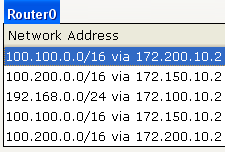 Router0
Network Address
100.100.0.0/16 via 172.200.10.2
100.200.0.0/16 via 172.150.10.2
192.168.0.0/24 via 172.100.10.2
100.100.0.0/16 via 172.150.10.2
100.200.0.0/16 via 172.200.10.2